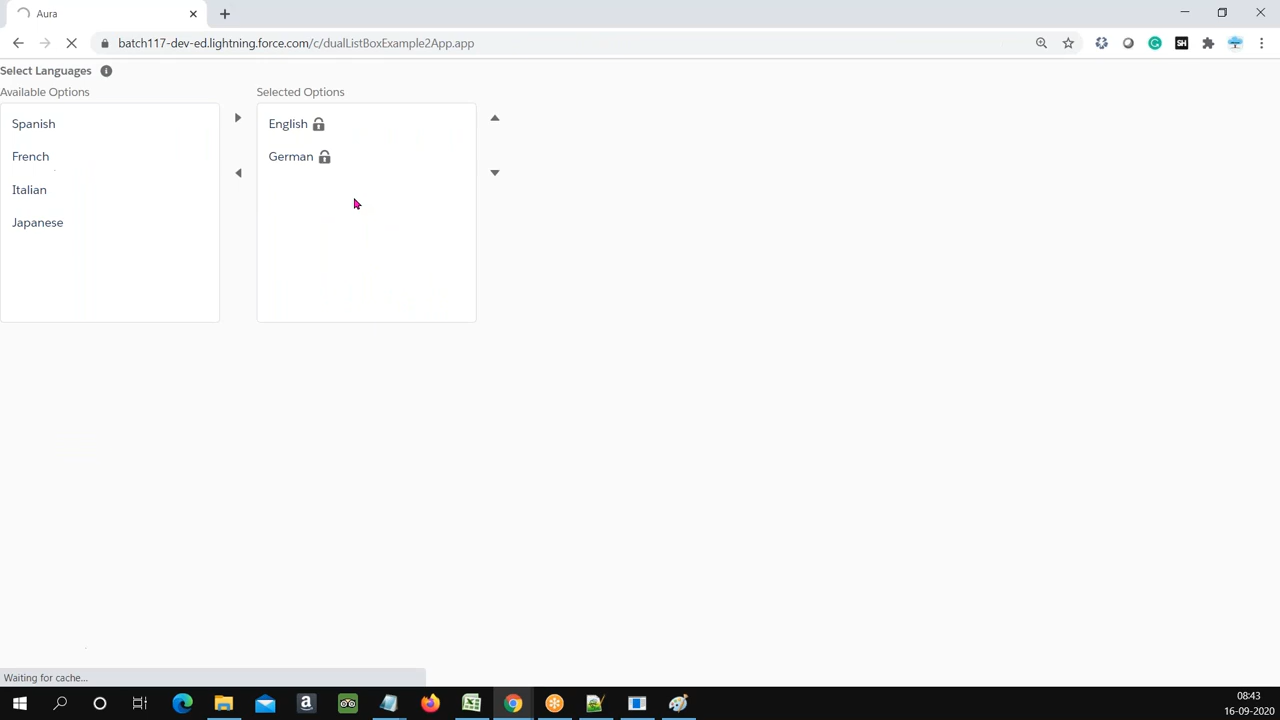 Aura
batch117-dev-ed.lightning.force.com/c/dualListBoxExample2App.app
SH
Select Languages
Available Options
Selected Options
Spanish
French
Italian
Japanese
English
German
Waiting for cache...
08:43
16-09-2020